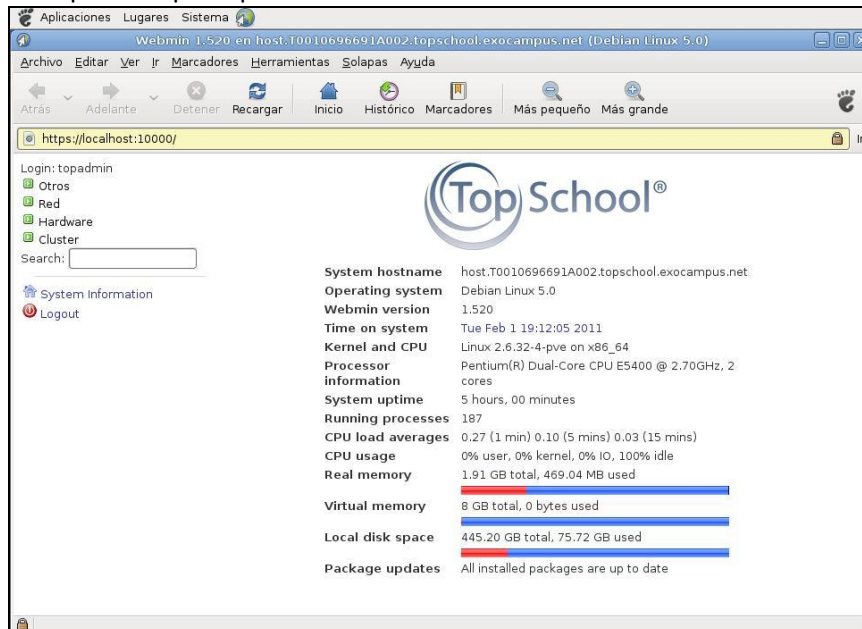 Aplicaciones Lugares Sistema
Webmin 1.520 en host.T0010696691A002.topschool.exocampus.net (Debian Linux 5.0)
Archivo Editar Ver Ir Marcadores Herramientas Solapas Ayuda
Atrás Adelante Detener Recargar Inicio Histórico Marcadores Más pequeño Más grande
https://localhost:10000/
Login: topadmin
Otros
Red
Hardware
Cluster
Search:
System Information
Logout
Top School®
System hostname host.T0010696691A002.topschool.exocampus.net
Operating system Debian Linux 5.0
Webmin version 1.520
Time on system Tue Feb 1 19:12:05 2011
Kernel and CPU Linux 2.6.32-4-pve on x86_64
Processor information Pentium(R) Dual-Core CPU E5400 @ 2.70GHz, 2 cores
System uptime 5 hours, 00 minutes
Running processes 187
CPU load averages 0.27 (1 min) 0.10 (5 mins) 0.03 (15 mins)
CPU usage 0% user, 0% kernel, 0% IO, 100% idle
Real memory 1.91 GB total, 469.04 MB used
Virtual memory 8 GB total, 0 bytes used
Local disk space 445.20 GB total, 75.72 GB used
Package updates All installed packages are up to date